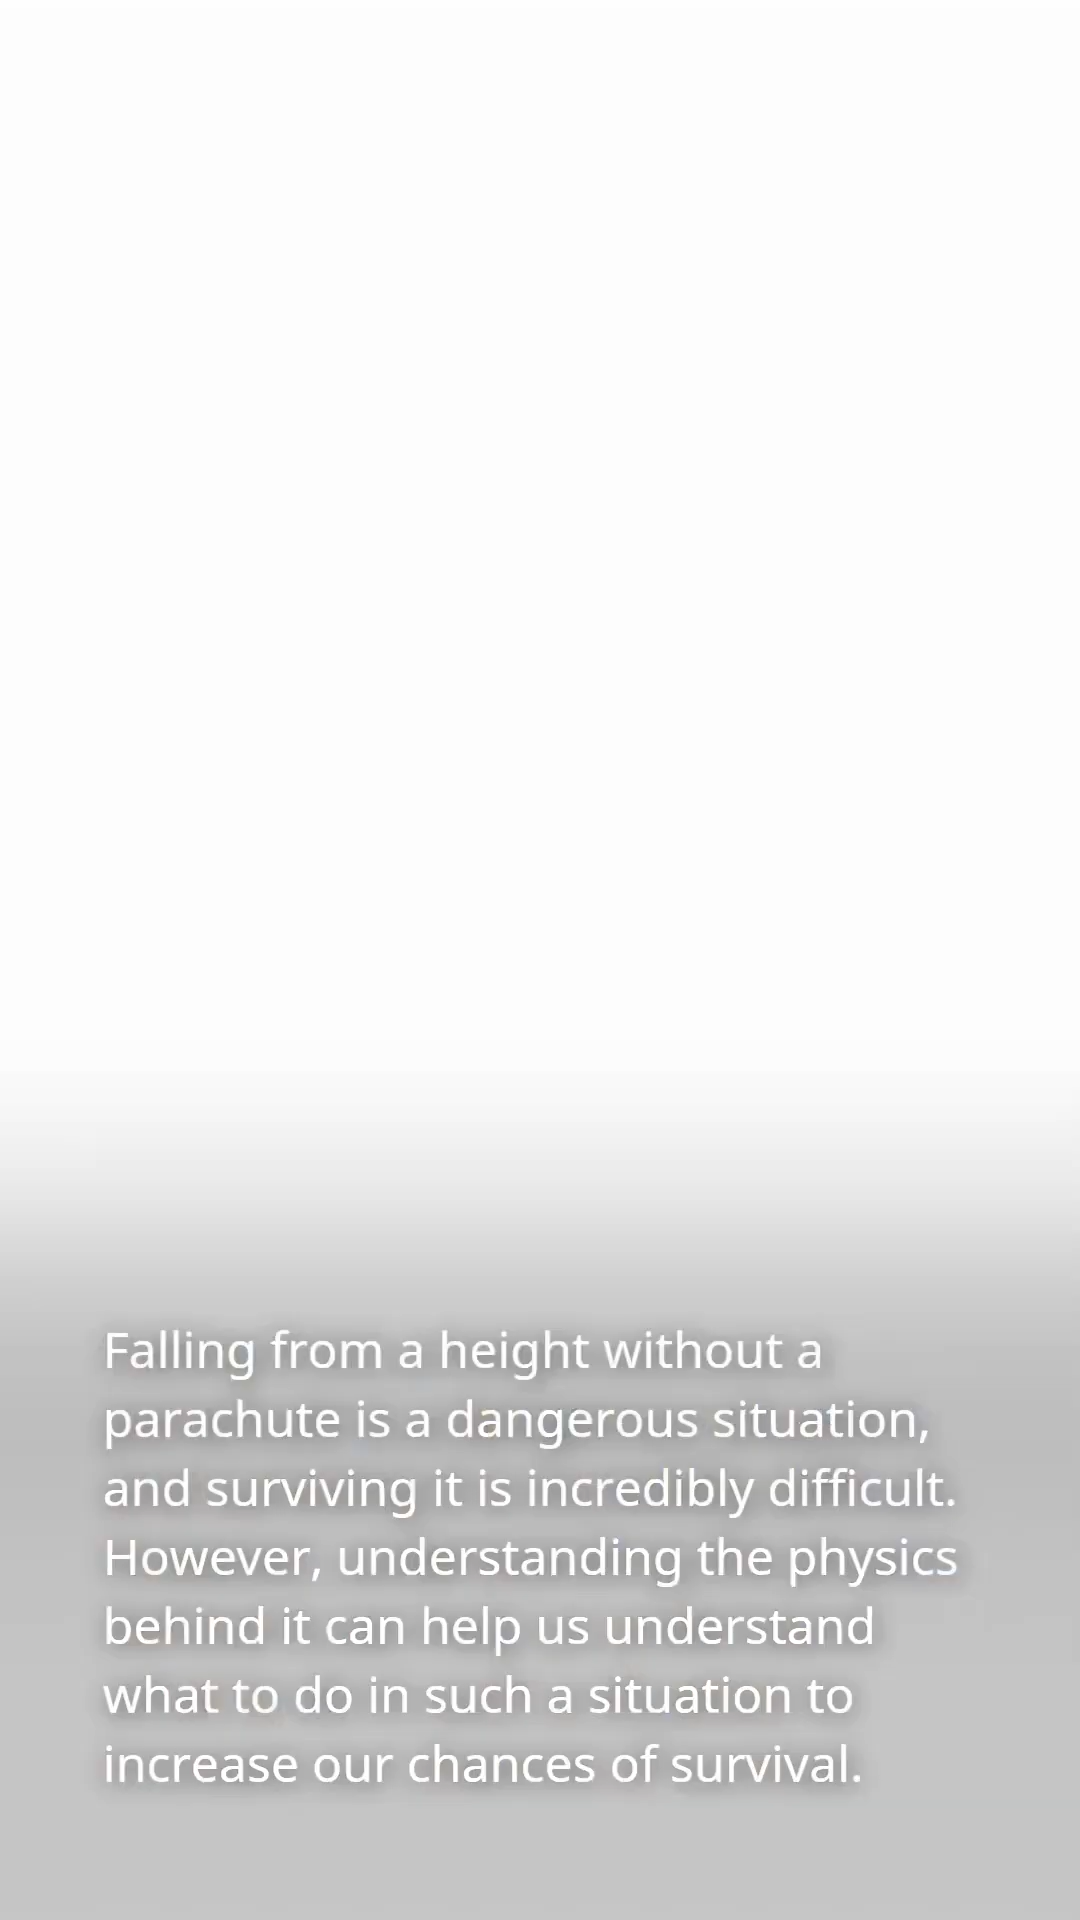 Falling from a height without a
parachute is a dangerous situation,
and surviving it is incredibly difficult.
However, understanding the physics
behind it can help us understand
what to do in such a situation to
increase our chances of survival.